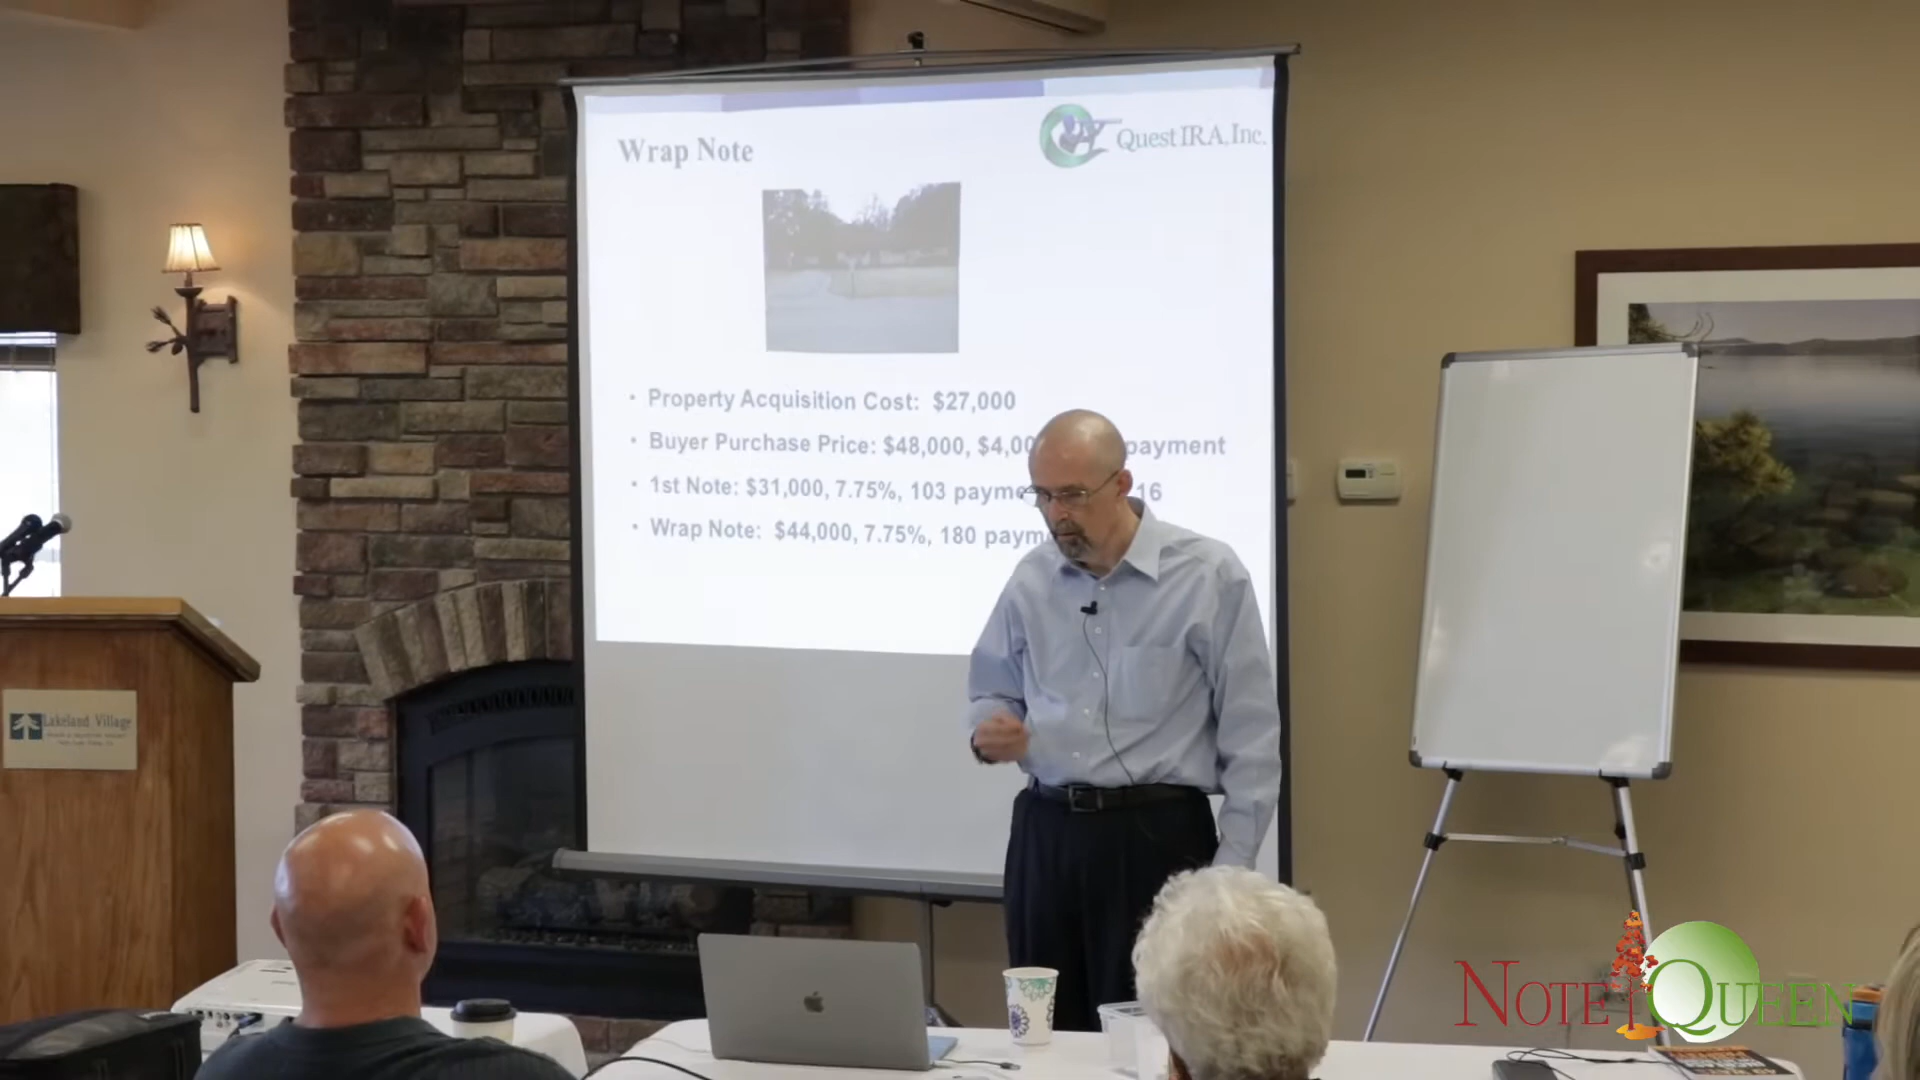 Wrap Note
Quest IRA, Inc.
• Property Acquisition Cost: $27,000
• Buyer Purchase Price: $48,000, $4,00 payment
• 1st Note: $31,000, 7.75%, 103 payme 16
• Wrap Note: $44,000, 7.75%, 180 paym
Lakeland Village
NOTE QUEEN